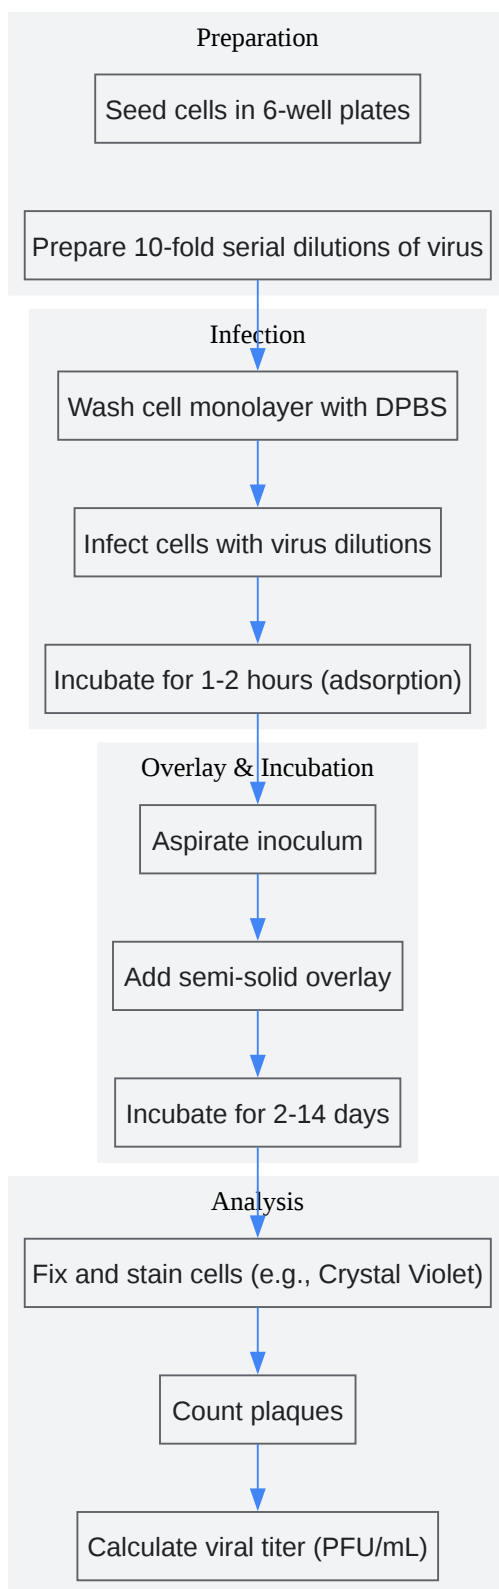 Preparation
Seed cells in 6-well plates
Prepare 10-fold serial dilutions of virus
Infection
Wash cell monolayer with DPBS
Infect cells with virus dilutions
Incubate for 1-2 hours (adsorption)
Overlay & Incubation
Aspirate inoculum
Add semi-solid overlay
Incubate for 2-14 days
Analysis
Fix and stain cells (e.g., Crystal Violet)
Count plaques
Calculate viral titer (PFU/mL)